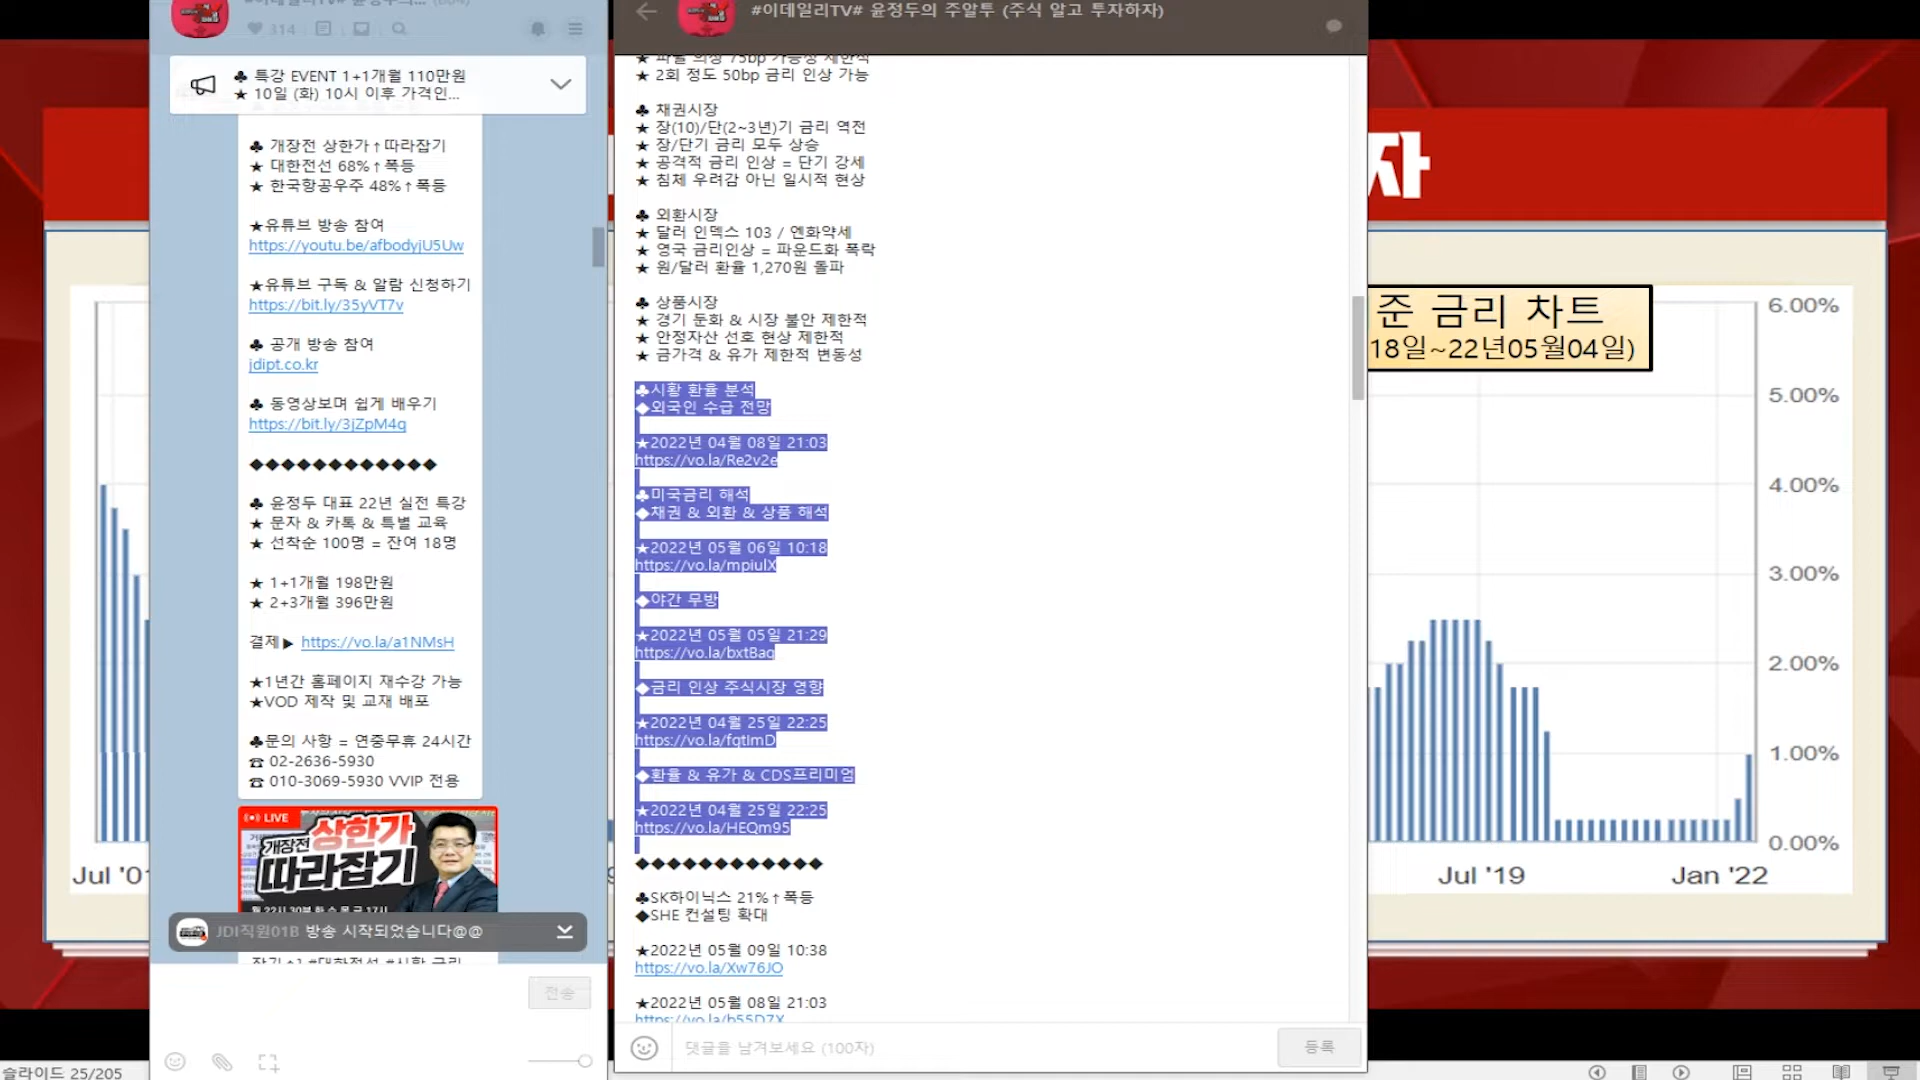 314
♣ 특강 EVENT 1+1개월 110만원
★ 10일 (화) 10시 이후 가격인...
♣ 개장전 상한가↑따라잡기
★ 대한전선 68%↑폭등
★ 한국항공우주 48%↑폭등
★유튜브 방송 참여
https://youtu.be/afbodyjU5Uw
★유튜브 구독 & 알람 신청하기
https://bit.ly/35yVT7v
♣ 공개 방송 참여
jdipt.co.kr
♣ 동영상보며 쉽게 배우기
https://bit.ly/3jZpM4q
◆◆◆◆◆◆◆◆◆◆◆◆
♣ 윤정두 대표 22년 실전 특강
★ 문자 & 카톡 & 특별 교육
★ 선착순 100명 = 잔여 18명
★ 1+1개월 198만원
★ 2+3개월 396만원
결제▶ https://vo.la/a1NMsH
★1년간 홈페이지 재수강 가능
★VOD 제작 및 교재 배포
♣문의 사항 = 연중무휴 24시간
☎ 02-2636-5930
☎ 010-3069-5930 VVIP 전용
LIVE
개장전 상한가
따라잡기
JDI직원01B 방송 시작되었습니다@@
전송
#이데일리TV# 윤정두의 주알투 (주식 알고 투자하자)
★ 파월 의장 75bp 가능성 제한적
★ 2회 정도 50bp 금리 인상 가능
♣ 채권시장
★ 장(10)/단(2~3년)기 금리 역전
★ 장/단기 금리 모두 상승
★ 공격적 금리 인상 = 단기 강세
★ 침체 우려감 아닌 일시적 현상
♣ 외환시장
★ 달러 인덱스 103 / 엔화약세
★ 영국 금리인상 = 파운드화 폭락
★ 원/달러 환율 1,270원 돌파
♣ 상품시장
★ 경기 둔화 & 시장 불안 제한적
★ 안정자산 선호 현상 제한적
★ 금가격 & 유가 제한적 변동성
♣시황 환율 분석
◆외국인 수급 전망
★2022년 04월 08일 21:03
https://vo.la/Re2v2e
♣미국금리 해석
◆채권 & 외환 & 상품 해석
★2022년 05월 06일 10:18
https://vo.la/mpiulX
◆야간 무방
★2022년 05월 05일 21:29
https://vo.la/bxtBaq
◆금리 인상 주식시장 영향
★2022년 04월 25일 22:25
https://vo.la/fgtImD
◆환율 & 유가 & CDS프리미엄
★2022년 04월 25일 22:25
https://vo.la/HEQm95
◆◆◆◆◆◆◆◆◆◆◆◆
♣SK하이닉스 21%↑폭등
◆SHE 컨설팅 확대
★2022년 05월 09일 10:38
https://vo.la/Xw76JO
★2022년 05월 08일 21:03
https://vo.la/b55D7X
댓글을 남겨보세요 (100자)
등록
자
준 금리 차트
18일~22년05월04일)
6.00%
5.00%
4.00%
3.00%
2.00%
1.00%
0.00%
Jul '01
Jul '19
Jan '22
슬라이드 25/205